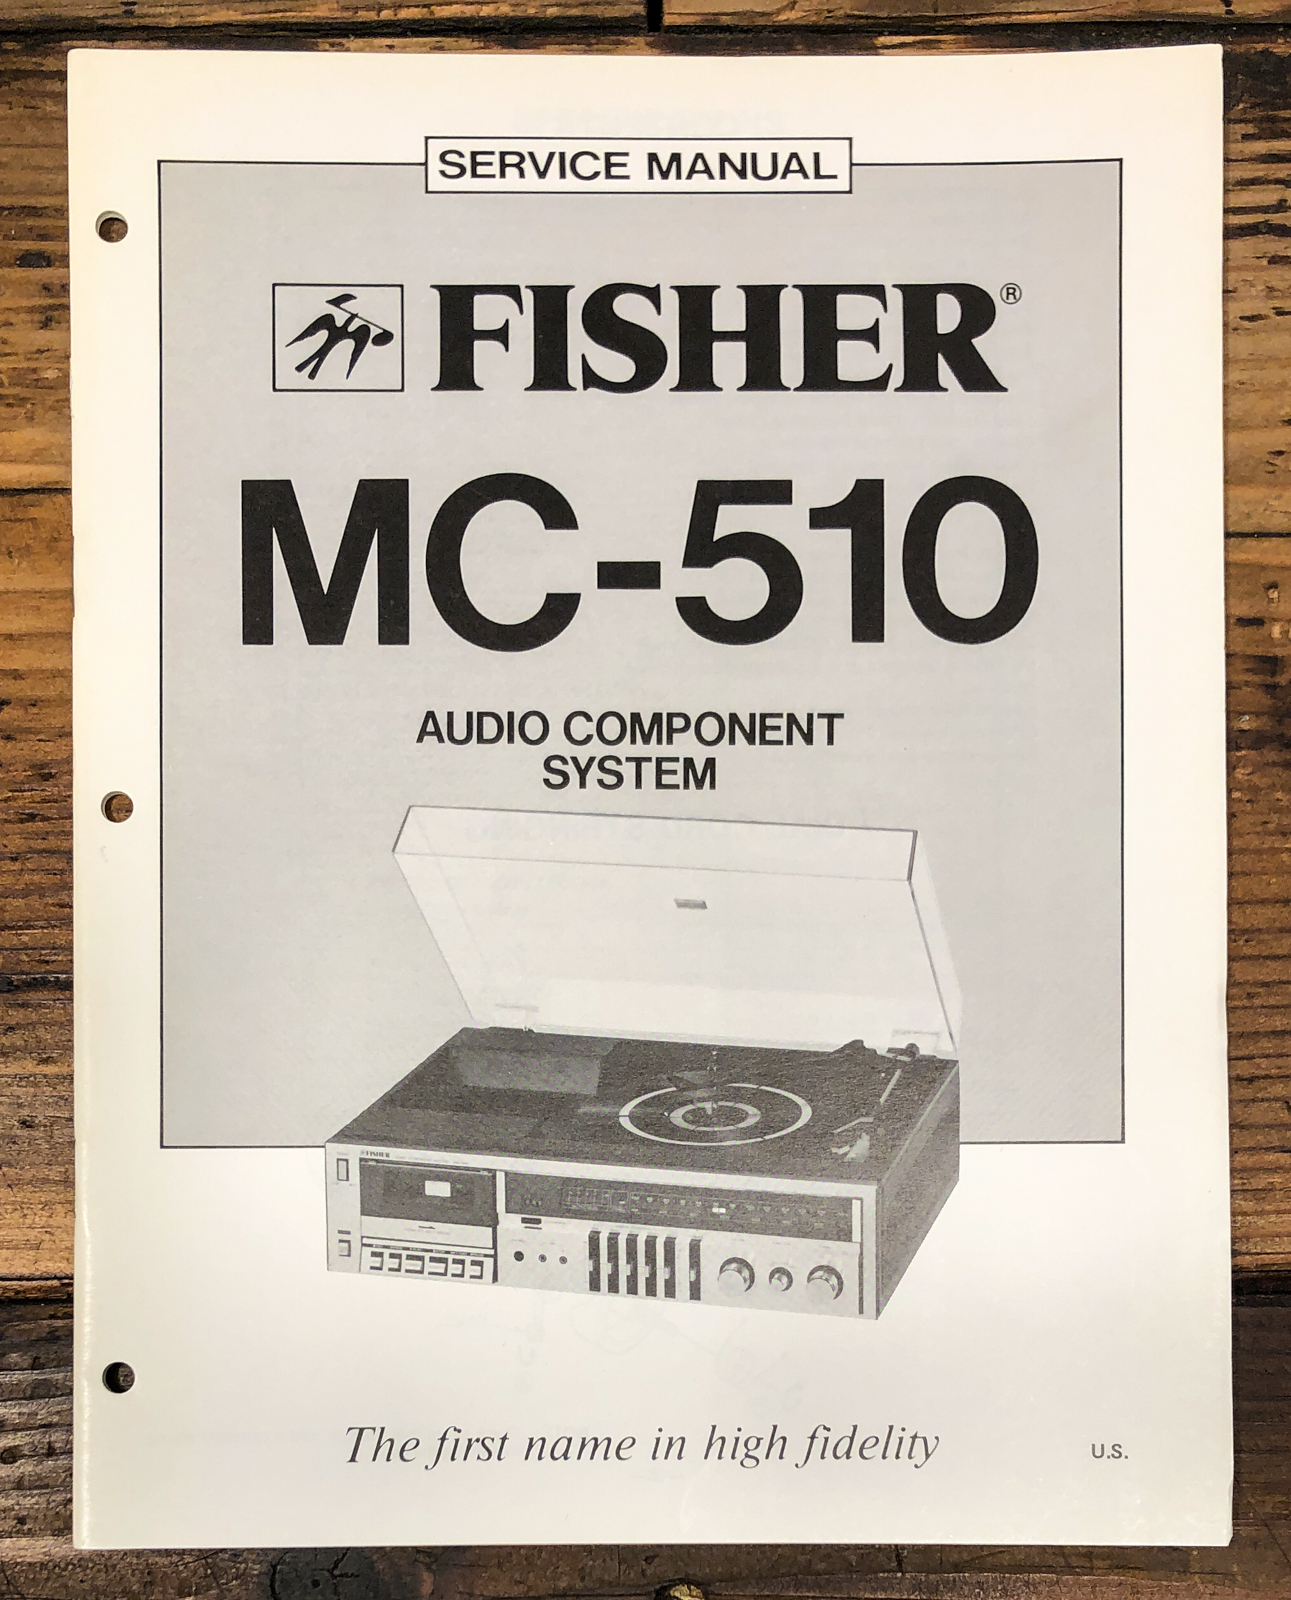 SERVICE MANUAL
FISHER®
MC-510
AUDIO COMPONENT
SYSTEM
FISHER
The first name in high fidelity
U.S.